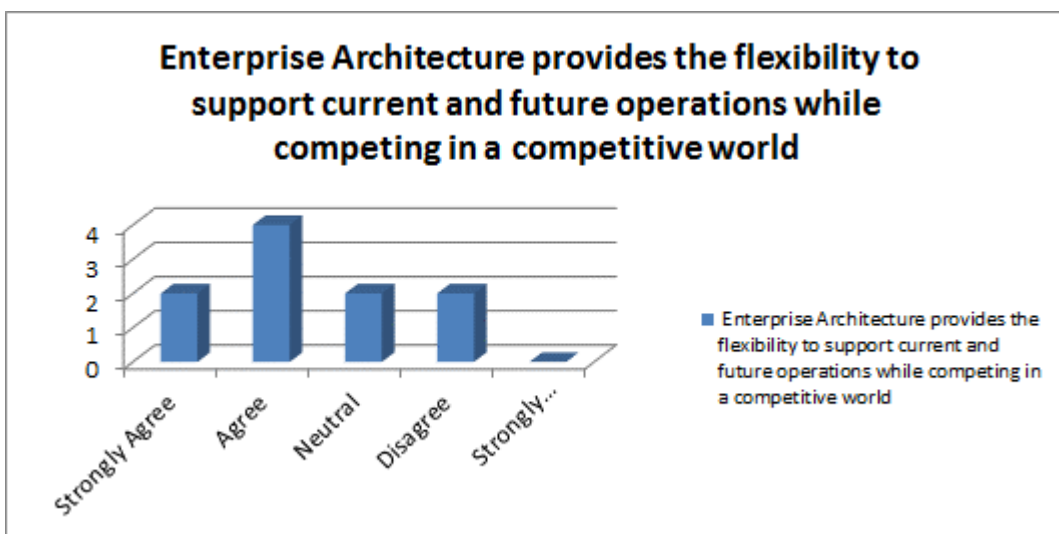 Enterprise Architecture provides the flexibility to
support current and future operations while
competing in a competitive world
4
3
2
1
0
Strongly Agree
Agree
Neutral
Disagree
Strongly...
Enterprise Architecture provides the
flexibility to support current and
future operations while competing in
a competitive world